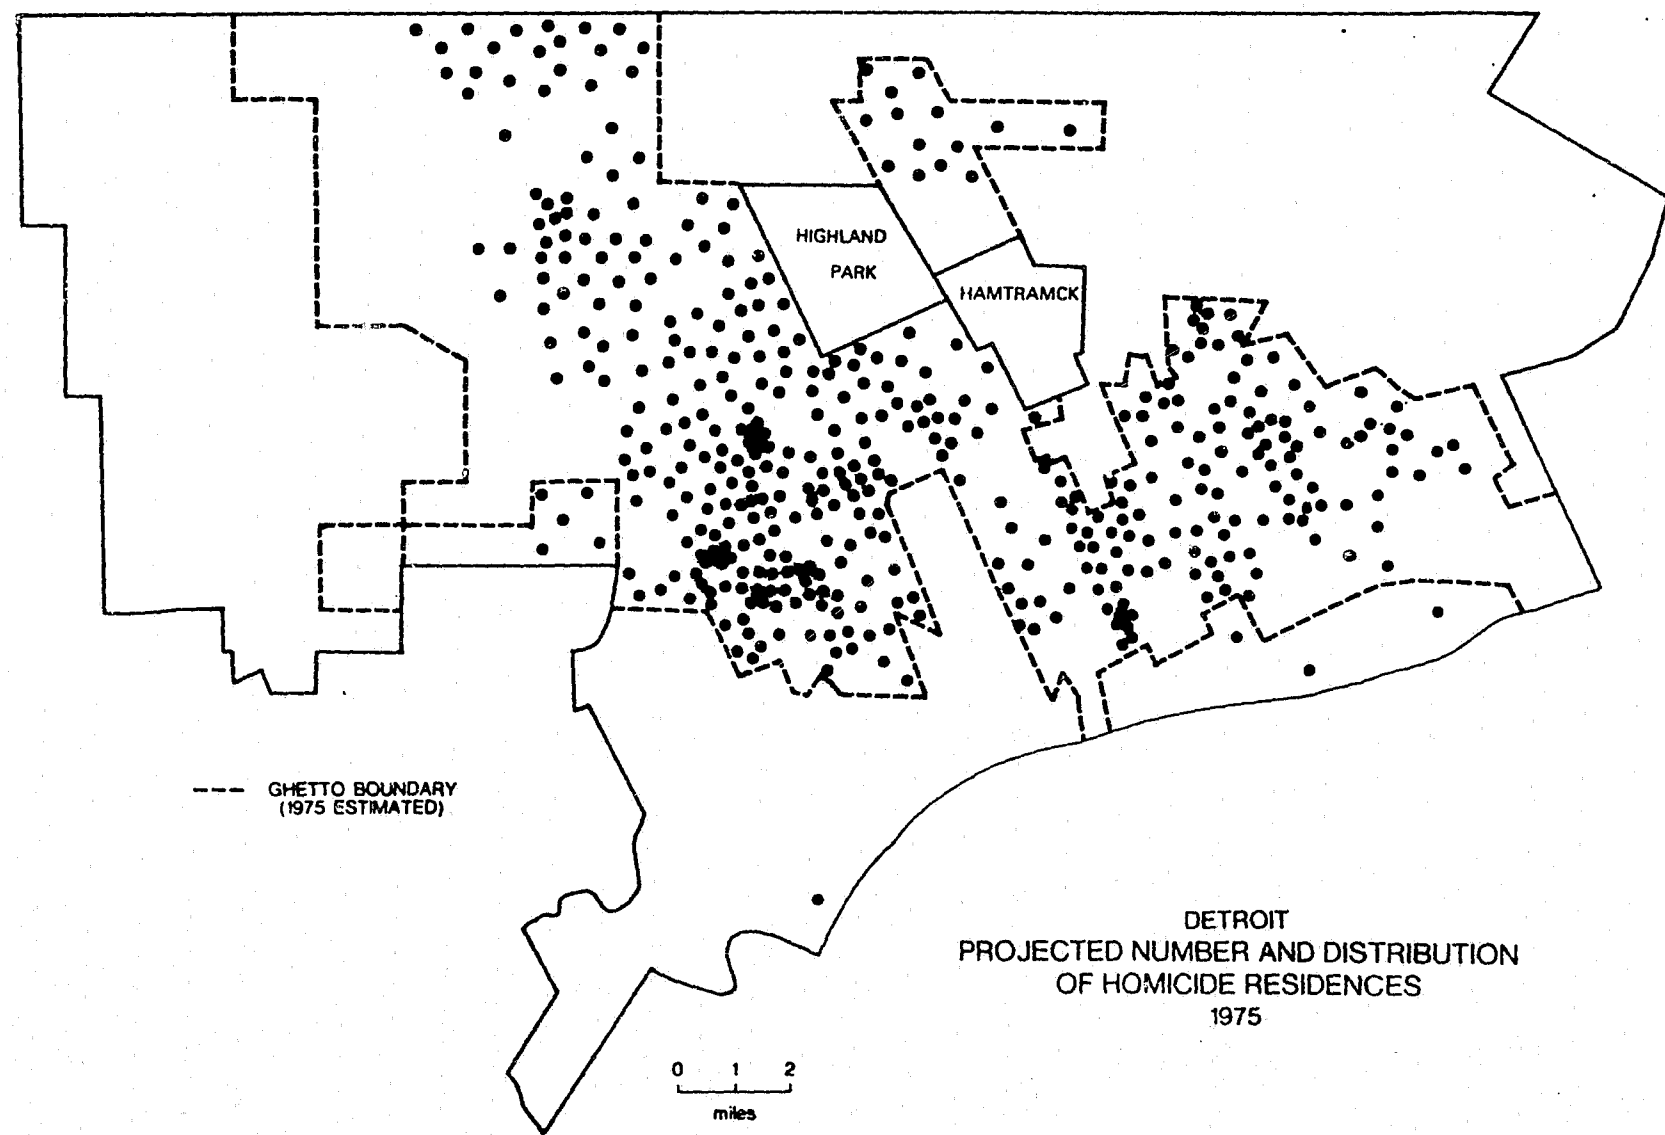 HIGHLAND
PARK
HAMTRAMCK
--- GHETTO BOUNDARY
(1975 ESTIMATED)
DETROIT
PROJECTED NUMBER AND DISTRIBUTION
OF HOMICIDE RESIDENCES
1975
0 1 2
miles